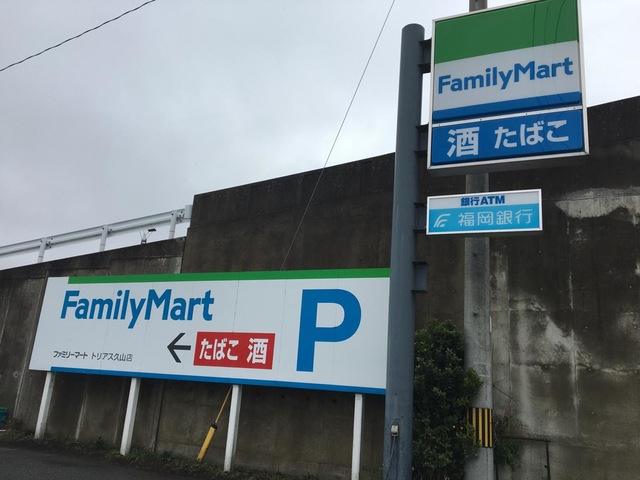 FamilyMart
酒 たばこ
銀行ATM
福岡銀行
FamilyMart
P
← たばこ 酒
ファミリーマート トリアス久山店